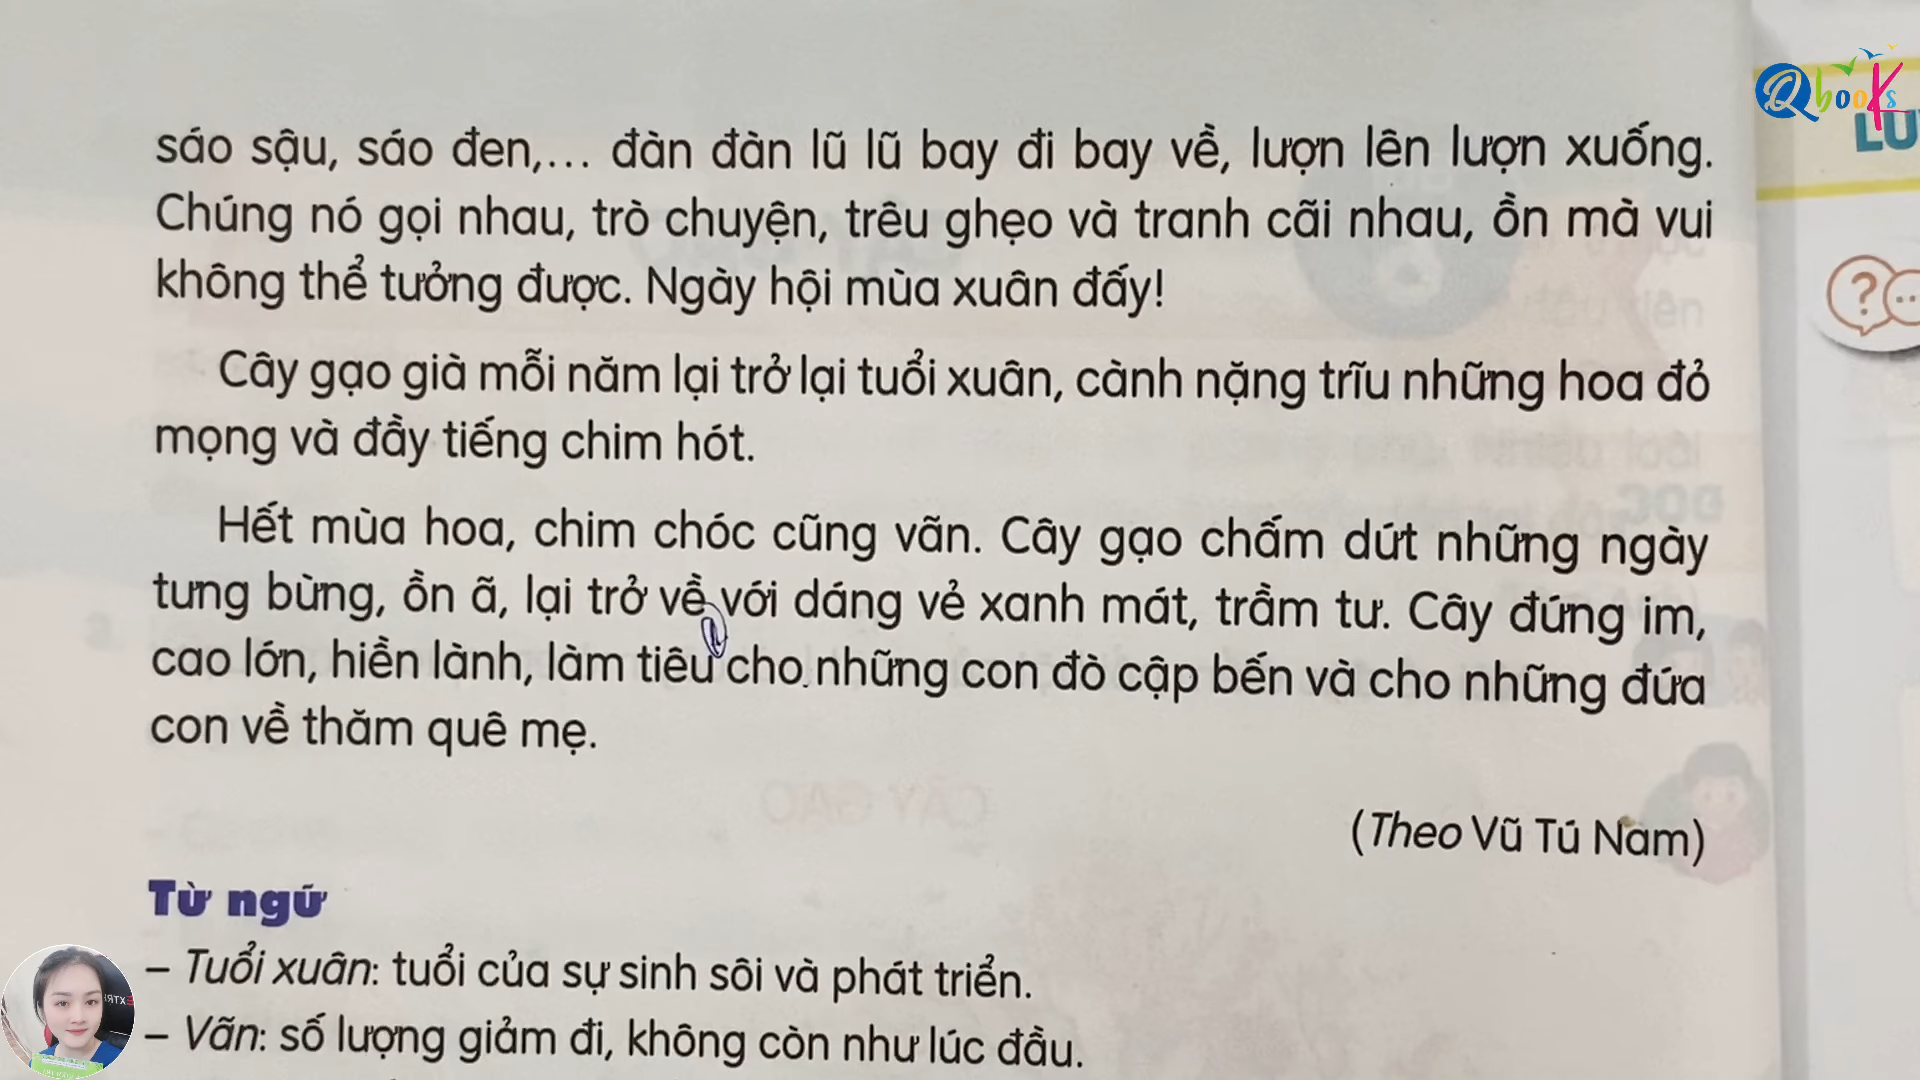 Qbooks
LU
sáo sậu, sáo đen,... đàn đàn lũ lũ bay đi bay về, lượn lên lượn xuống.
Chúng nó gọi nhau, trò chuyện, trêu ghẹo và tranh cãi nhau, ồn mà vui
không thể tưởng được. Ngày hội mùa xuân đấy!
Cây gạo già mỗi năm lại trở lại tuổi xuân, cành nặng trĩu những hoa đỏ
mọng và đầy tiếng chim hót.
Hết mùa hoa, chim chóc cũng vãn. Cây gạo chấm dứt những ngày
tưng bừng, ồn ã, lại trở về với dáng vẻ xanh mát, trầm tư. Cây đứng im,
cao lớn, hiền lành, làm tiêu cho những con đò cập bến và cho những đứa
con về thăm quê mẹ.
(Theo Vũ Tú Nam)
Từ ngữ
– Tuổi xuân: tuổi của sự sinh sôi và phát triển.
– Vãn: số lượng giảm đi, không còn như lúc đầu.